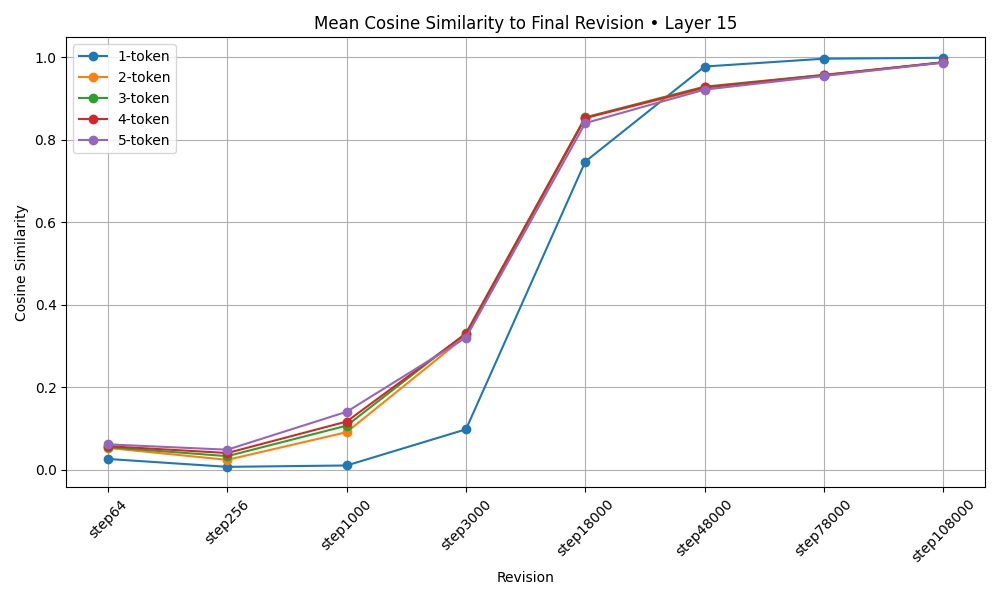 Mean Cosine Similarity to Final Revision • Layer 15
1-token
2-token
3-token
4-token
5-token
Cosine Similarity
1.0
0.8
0.6
0.4
0.2
0.0
step64
step256
step1000
step3000
step18000
step48000
step78000
step108000
Revision